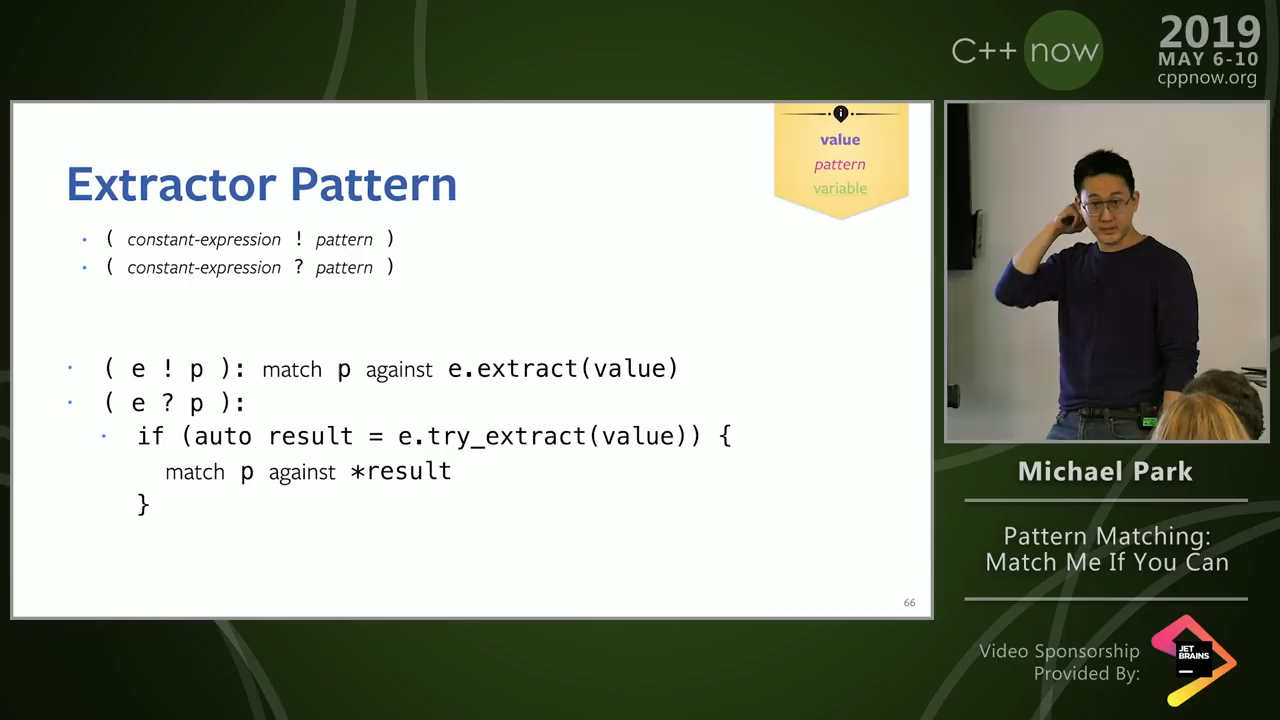 C++ now
2019
MAY 6-10
cppnow.org
value
pattern
variable
Extractor Pattern
• ( constant-expression ! pattern )
• ( constant-expression ? pattern )
• ( e ! p ): match p against e.extract(value)
• ( e ? p ):
• if (auto result = e.try_extract(value)) {
match p against *result
}
66
Michael Park
Pattern Matching:
Match Me If You Can
Video Sponsorship
Provided By:
JET
BRAINS